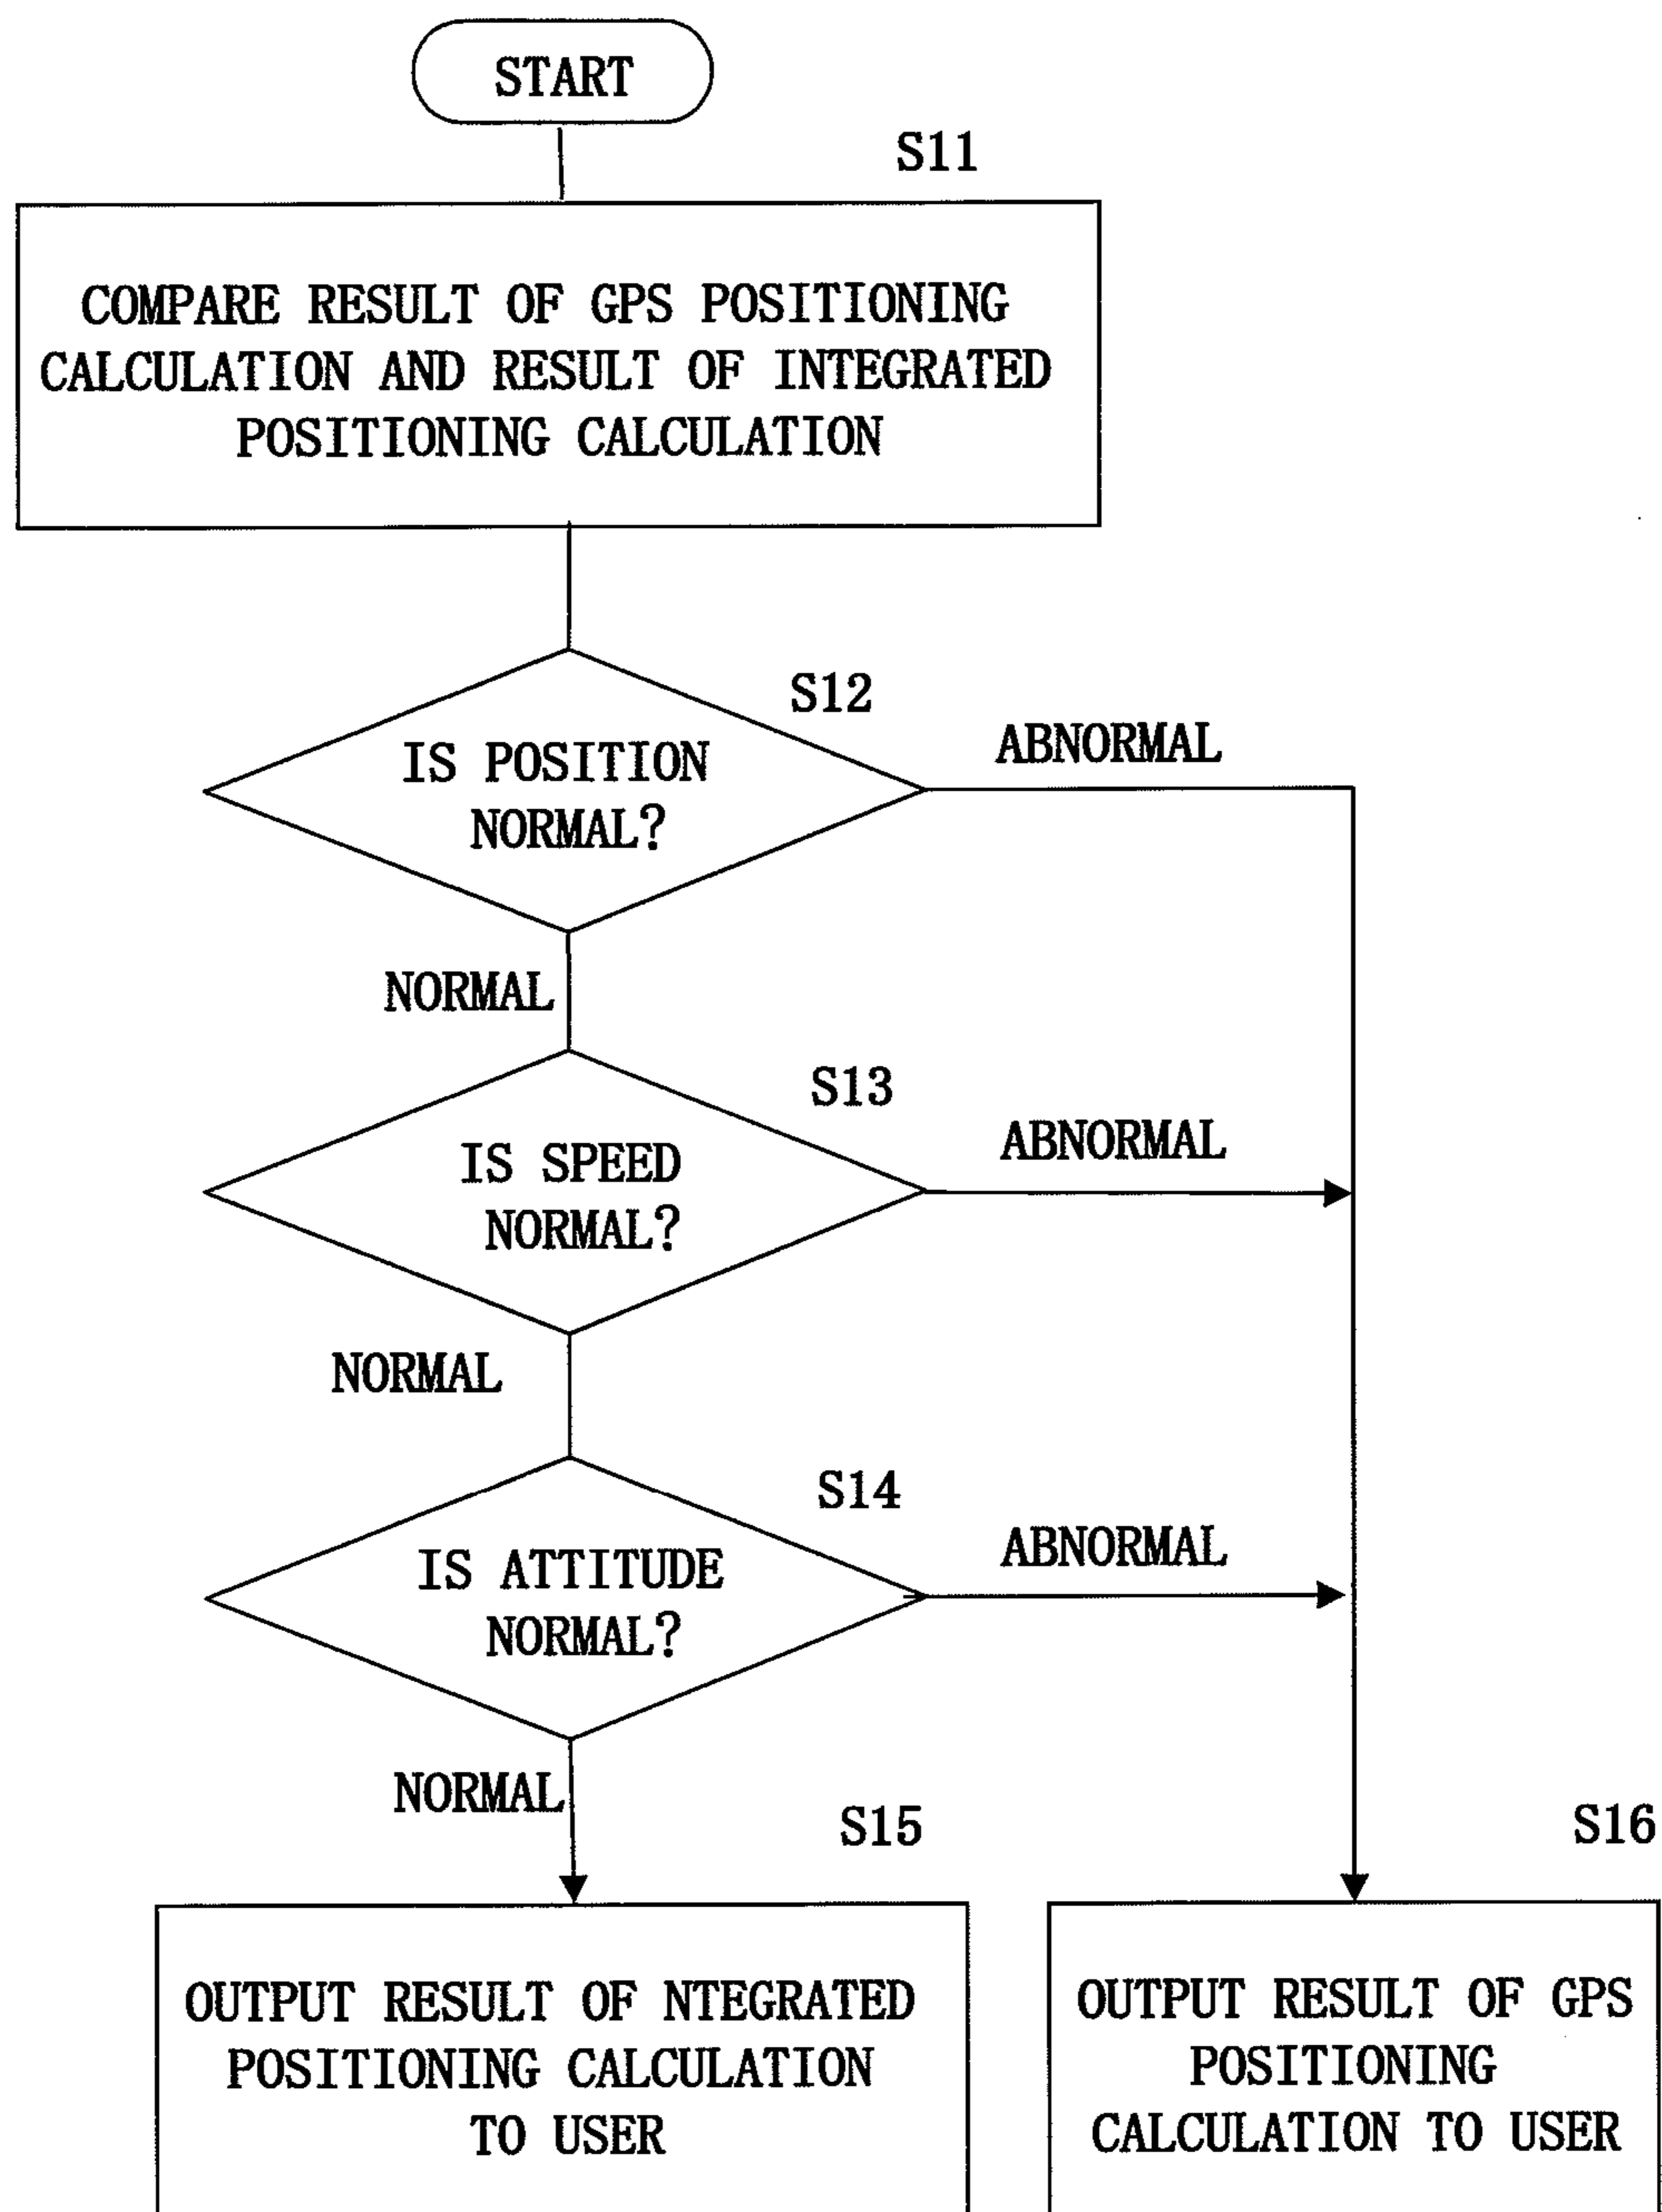 START
S11
COMPARE RESULT OF GPS POSITIONING
CALCULATION AND RESULT OF INTEGRATED
POSITIONING CALCULATION
S12
IS POSITION
NORMAL?
ABNORMAL
NORMAL
S13
IS SPEED
NORMAL?
ABNORMAL
NORMAL
S14
IS ATTITUDE
NORMAL?
ABNORMAL
NORMAL
S15
OUTPUT RESULT OF NTEGRATED
POSITIONING CALCULATION
TO USER
S16
OUTPUT RESULT OF GPS
POSITIONING
CALCULATION TO USER